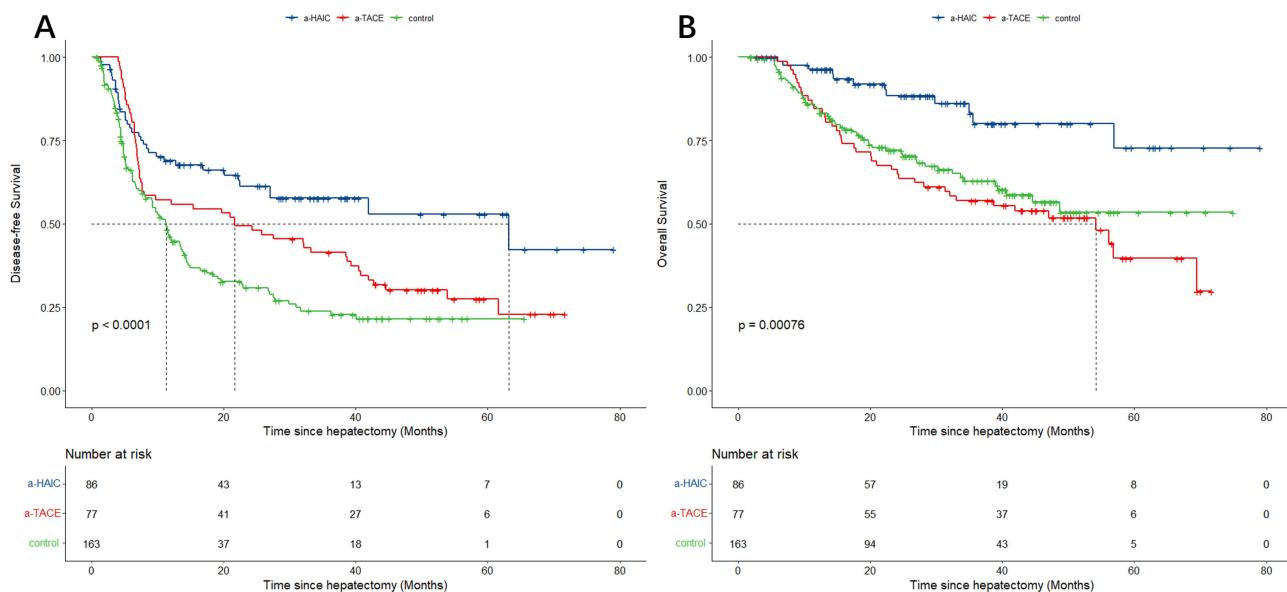 A
a-HAIC a-TACE control
Disease-free Survival
1.00
0.75
0.50
0.25
0.00
p < 0.0001
0 20 40 60 80
Time since hepatectomy (Months)
Number at risk
a-HAIC 86 43 13 7 0
a-TACE 77 41 27 6 0
control 163 37 18 1 0
0 20 40 60 80
Time since hepatectomy (Months)
B
a-HAIC a-TACE control
Overall Survival
1.00
0.75
0.50
0.25
0.00
p = 0.00076
0 20 40 60 80
Time since hepatectomy (Months)
Number at risk
a-HAIC 86 57 19 8 0
a-TACE 77 55 37 6 0
control 163 94 43 5 0
0 20 40 60 80
Time since hepatectomy (Months)